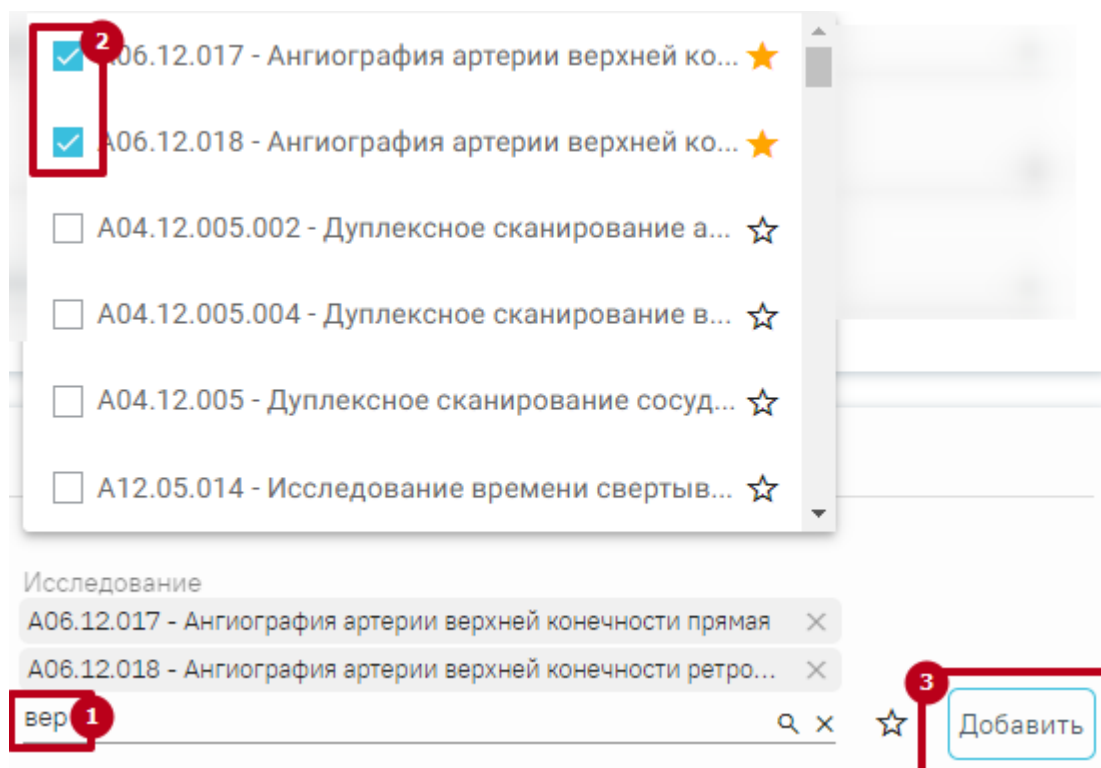 2
A06.12.017 - Ангиография артерии верхней ко...
A06.12.018 - Ангиография артерии верхней ко...
A04.12.005.002 - Дуплексное сканирование а...
A04.12.005.004 - Дуплексное сканирование в...
A04.12.005 - Дуплексное сканирование сосуд...
A12.05.014 - Исследование времени свертыв...
Исследование
A06.12.017 - Ангиография артерии верхней конечности прямая
A06.12.018 - Ангиография артерии верхней конечности ретро...
3
вер 1
Добавить